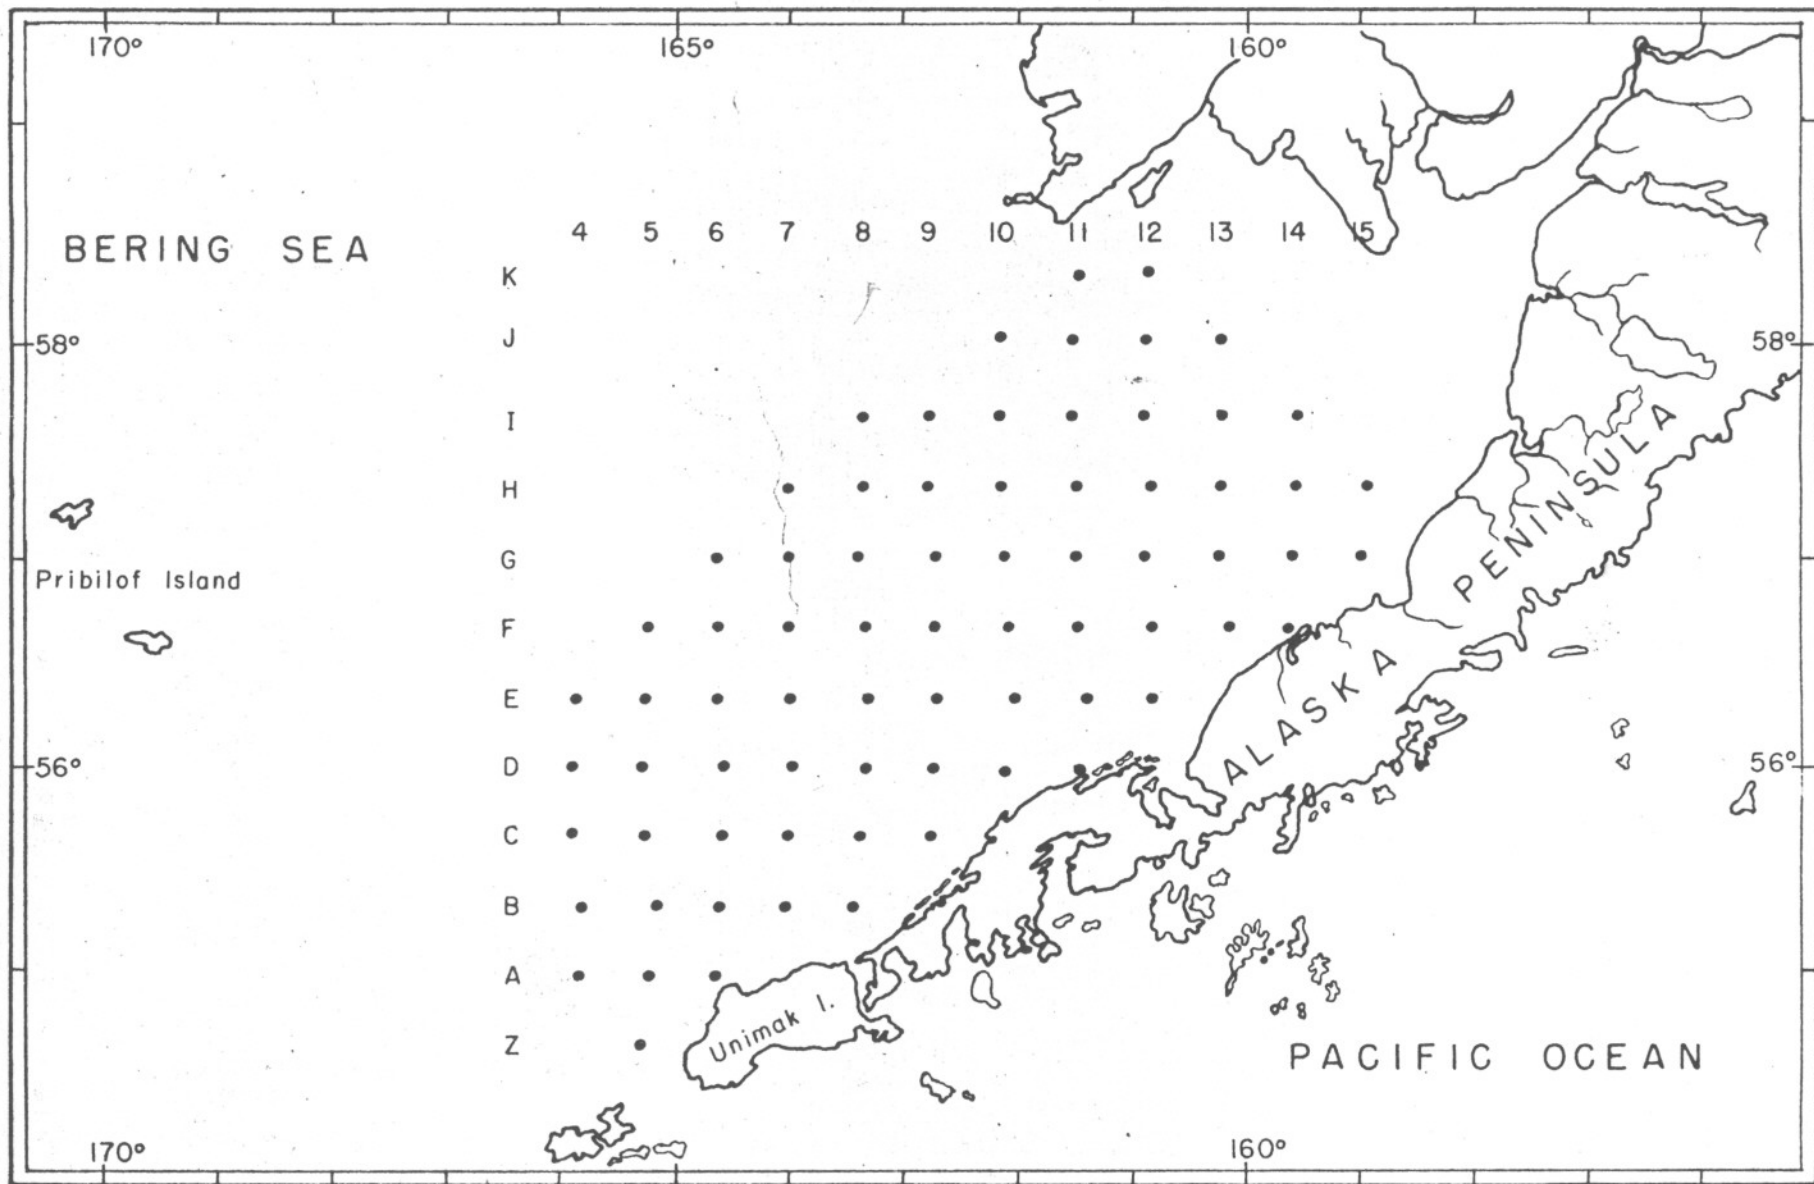 170° 165° 160°
4 5 6 7 8 9 10 11 12 13 14 15
BERING SEA
K
J
58° 58°
I
H
G
Pribilof Island
F
E
D
56° 56°
C
B
A
Z
ALASKA PENINSULA
Unimak I.
PACIFIC OCEAN
170° 160°